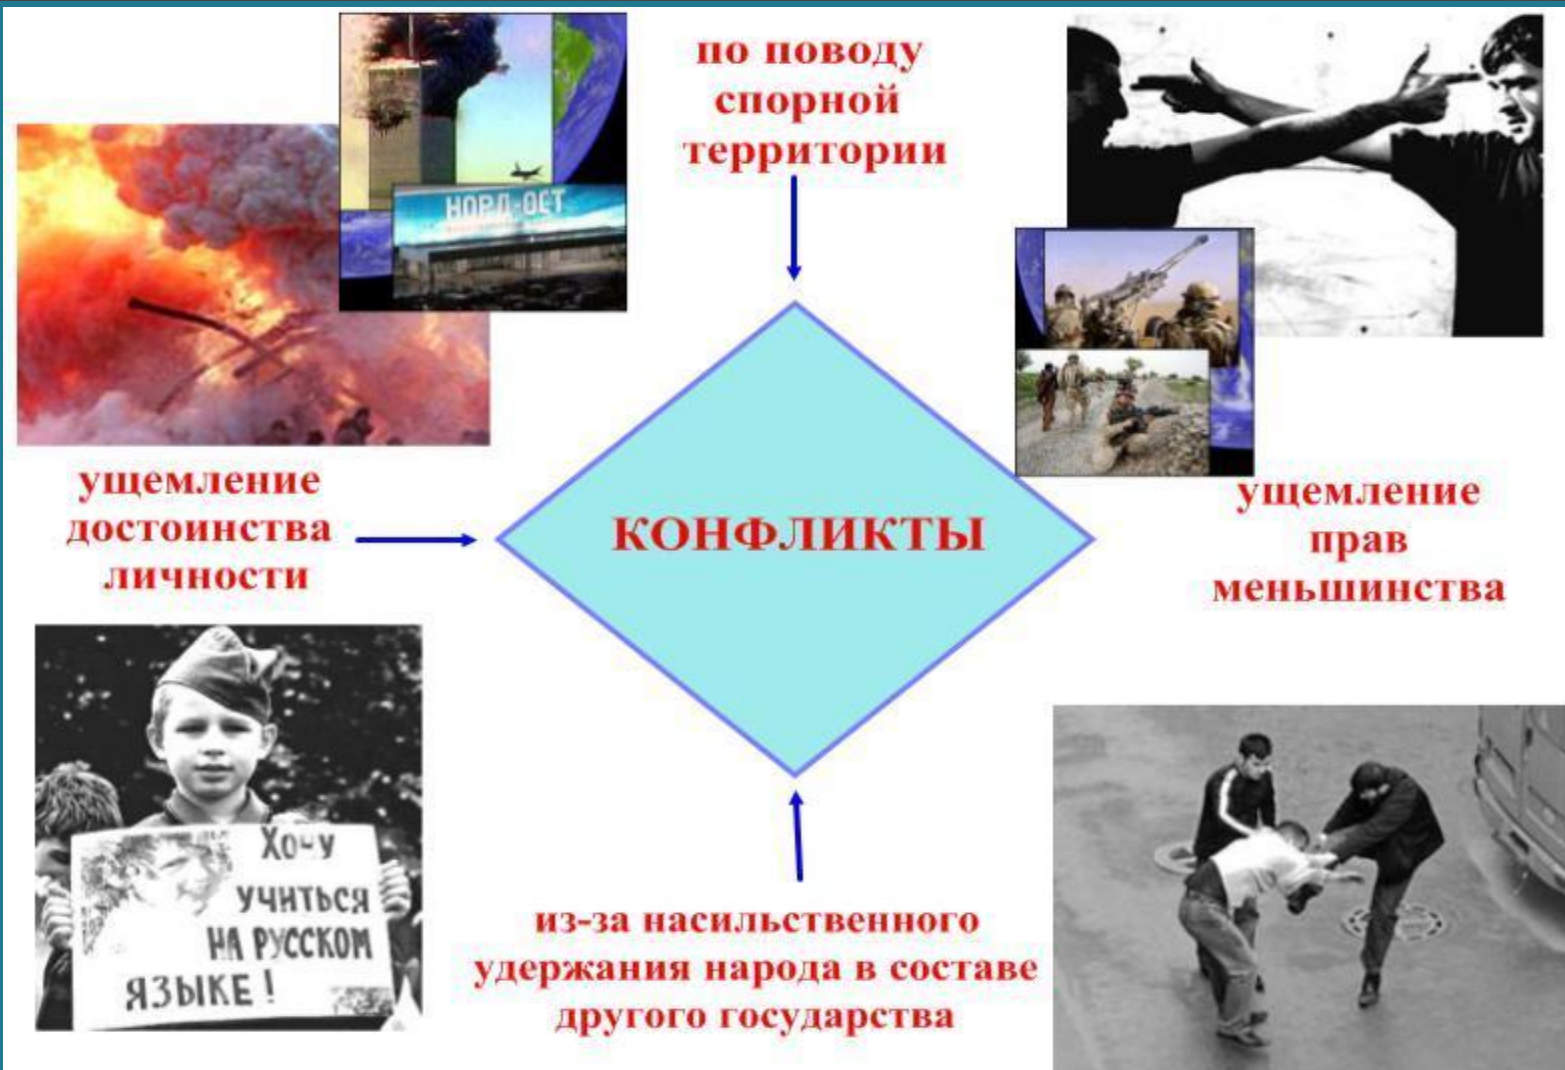 по поводу
спорной
территории
НОРД-ОСТ
ущемление
достоинства
личности
КОНФЛИКТЫ
ущемление
прав
меньшинства
Хочу
учиться
на русском
языке!
из-за насильственного
удержания народа в составе
другого государства